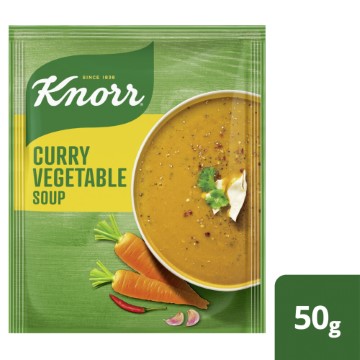 SINCE 1838
Knorr
CURRY
VEGETABLE
SOUP
50g